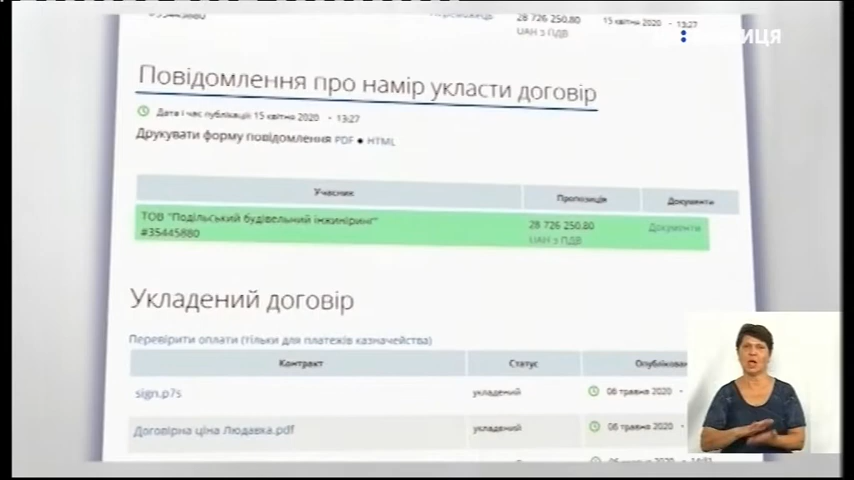 #35445880
28 726 250.80
UAH з ПДВ
15 квітня 2020 - 13:27
Повідомлення про намір укласти договір
Дата і час публікації 15 квітня 2020 - 13:27
Друкувати форму повідомлення PDF ● HTML
Учасник Пропозиція Документи
ТОВ "Подільський будівельний інжиніринг" 28 726 250.80 Документи
#35445880 UAH з ПДВ
Укладений договір
Перевірити оплати (тільки для платежів казначейства)
Контракт Статус
sign.p7s укладений 06 травня 2020 -
Договірна ціна Людавка.pdf укладений 06 травня 2020 -